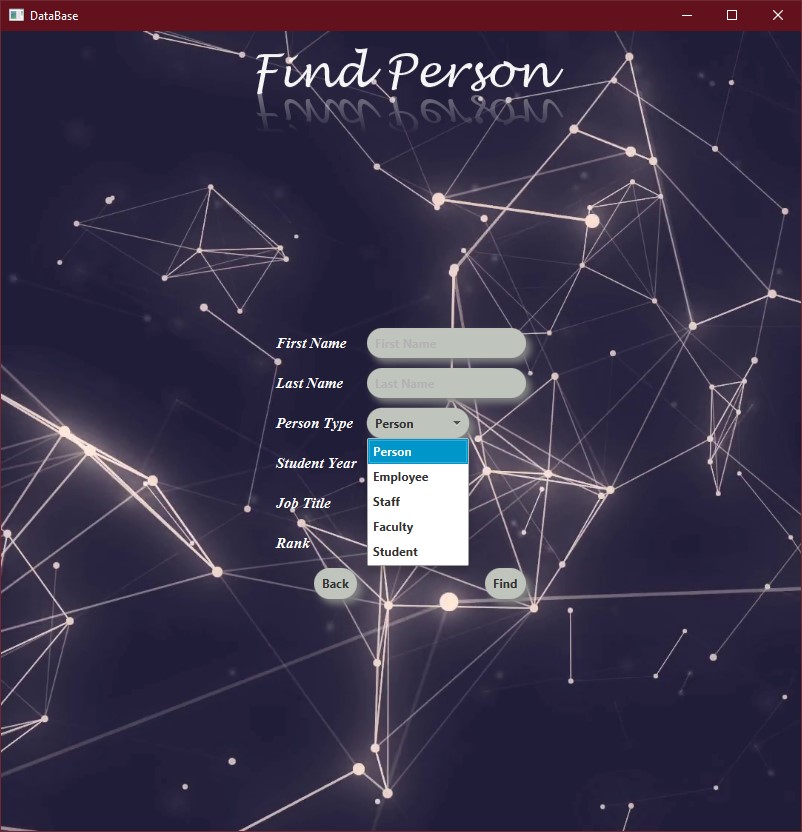 DataBase
Find Person
First Name First Name
Last Name Last Name
Person Type Person
Person
Employee
Student Year
Staff
Job Title
Faculty
Rank
Student
Back Find